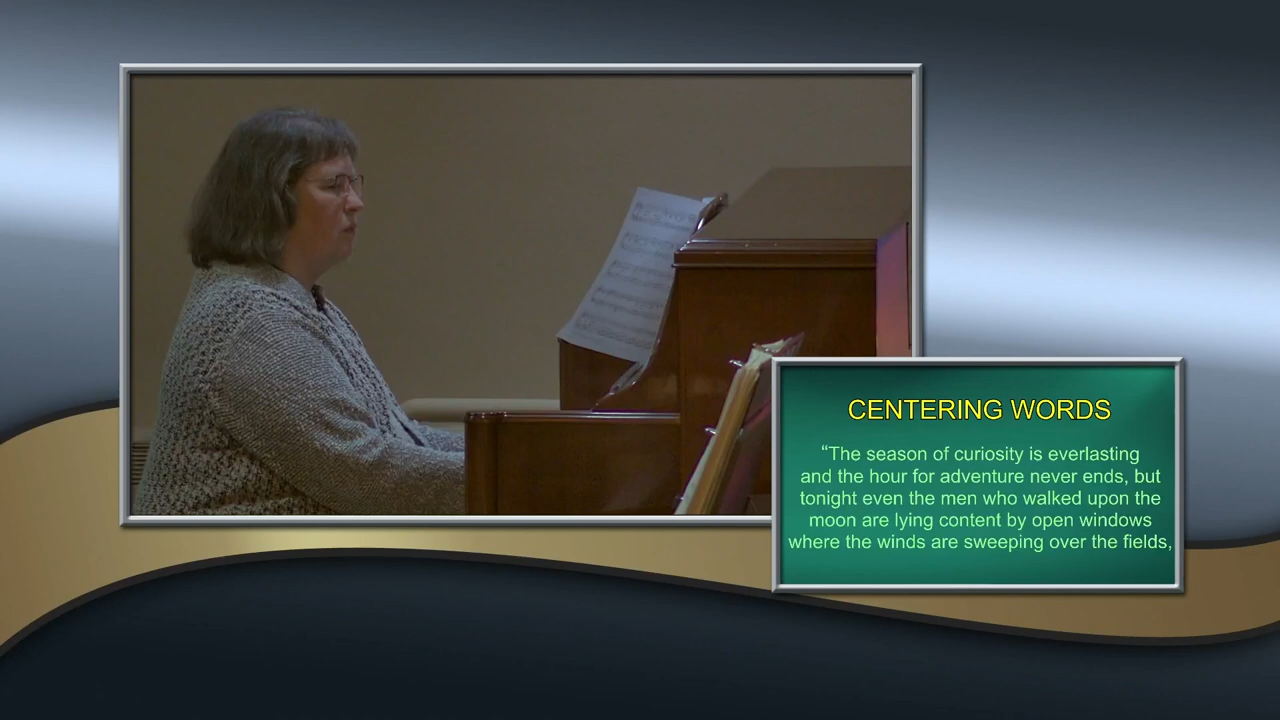 CENTERING WORDS
“The season of curiosity is everlasting
and the hour for adventure never ends, but
tonight even the men who walked upon the
moon are lying content by open windows
where the winds are sweeping over the fields,